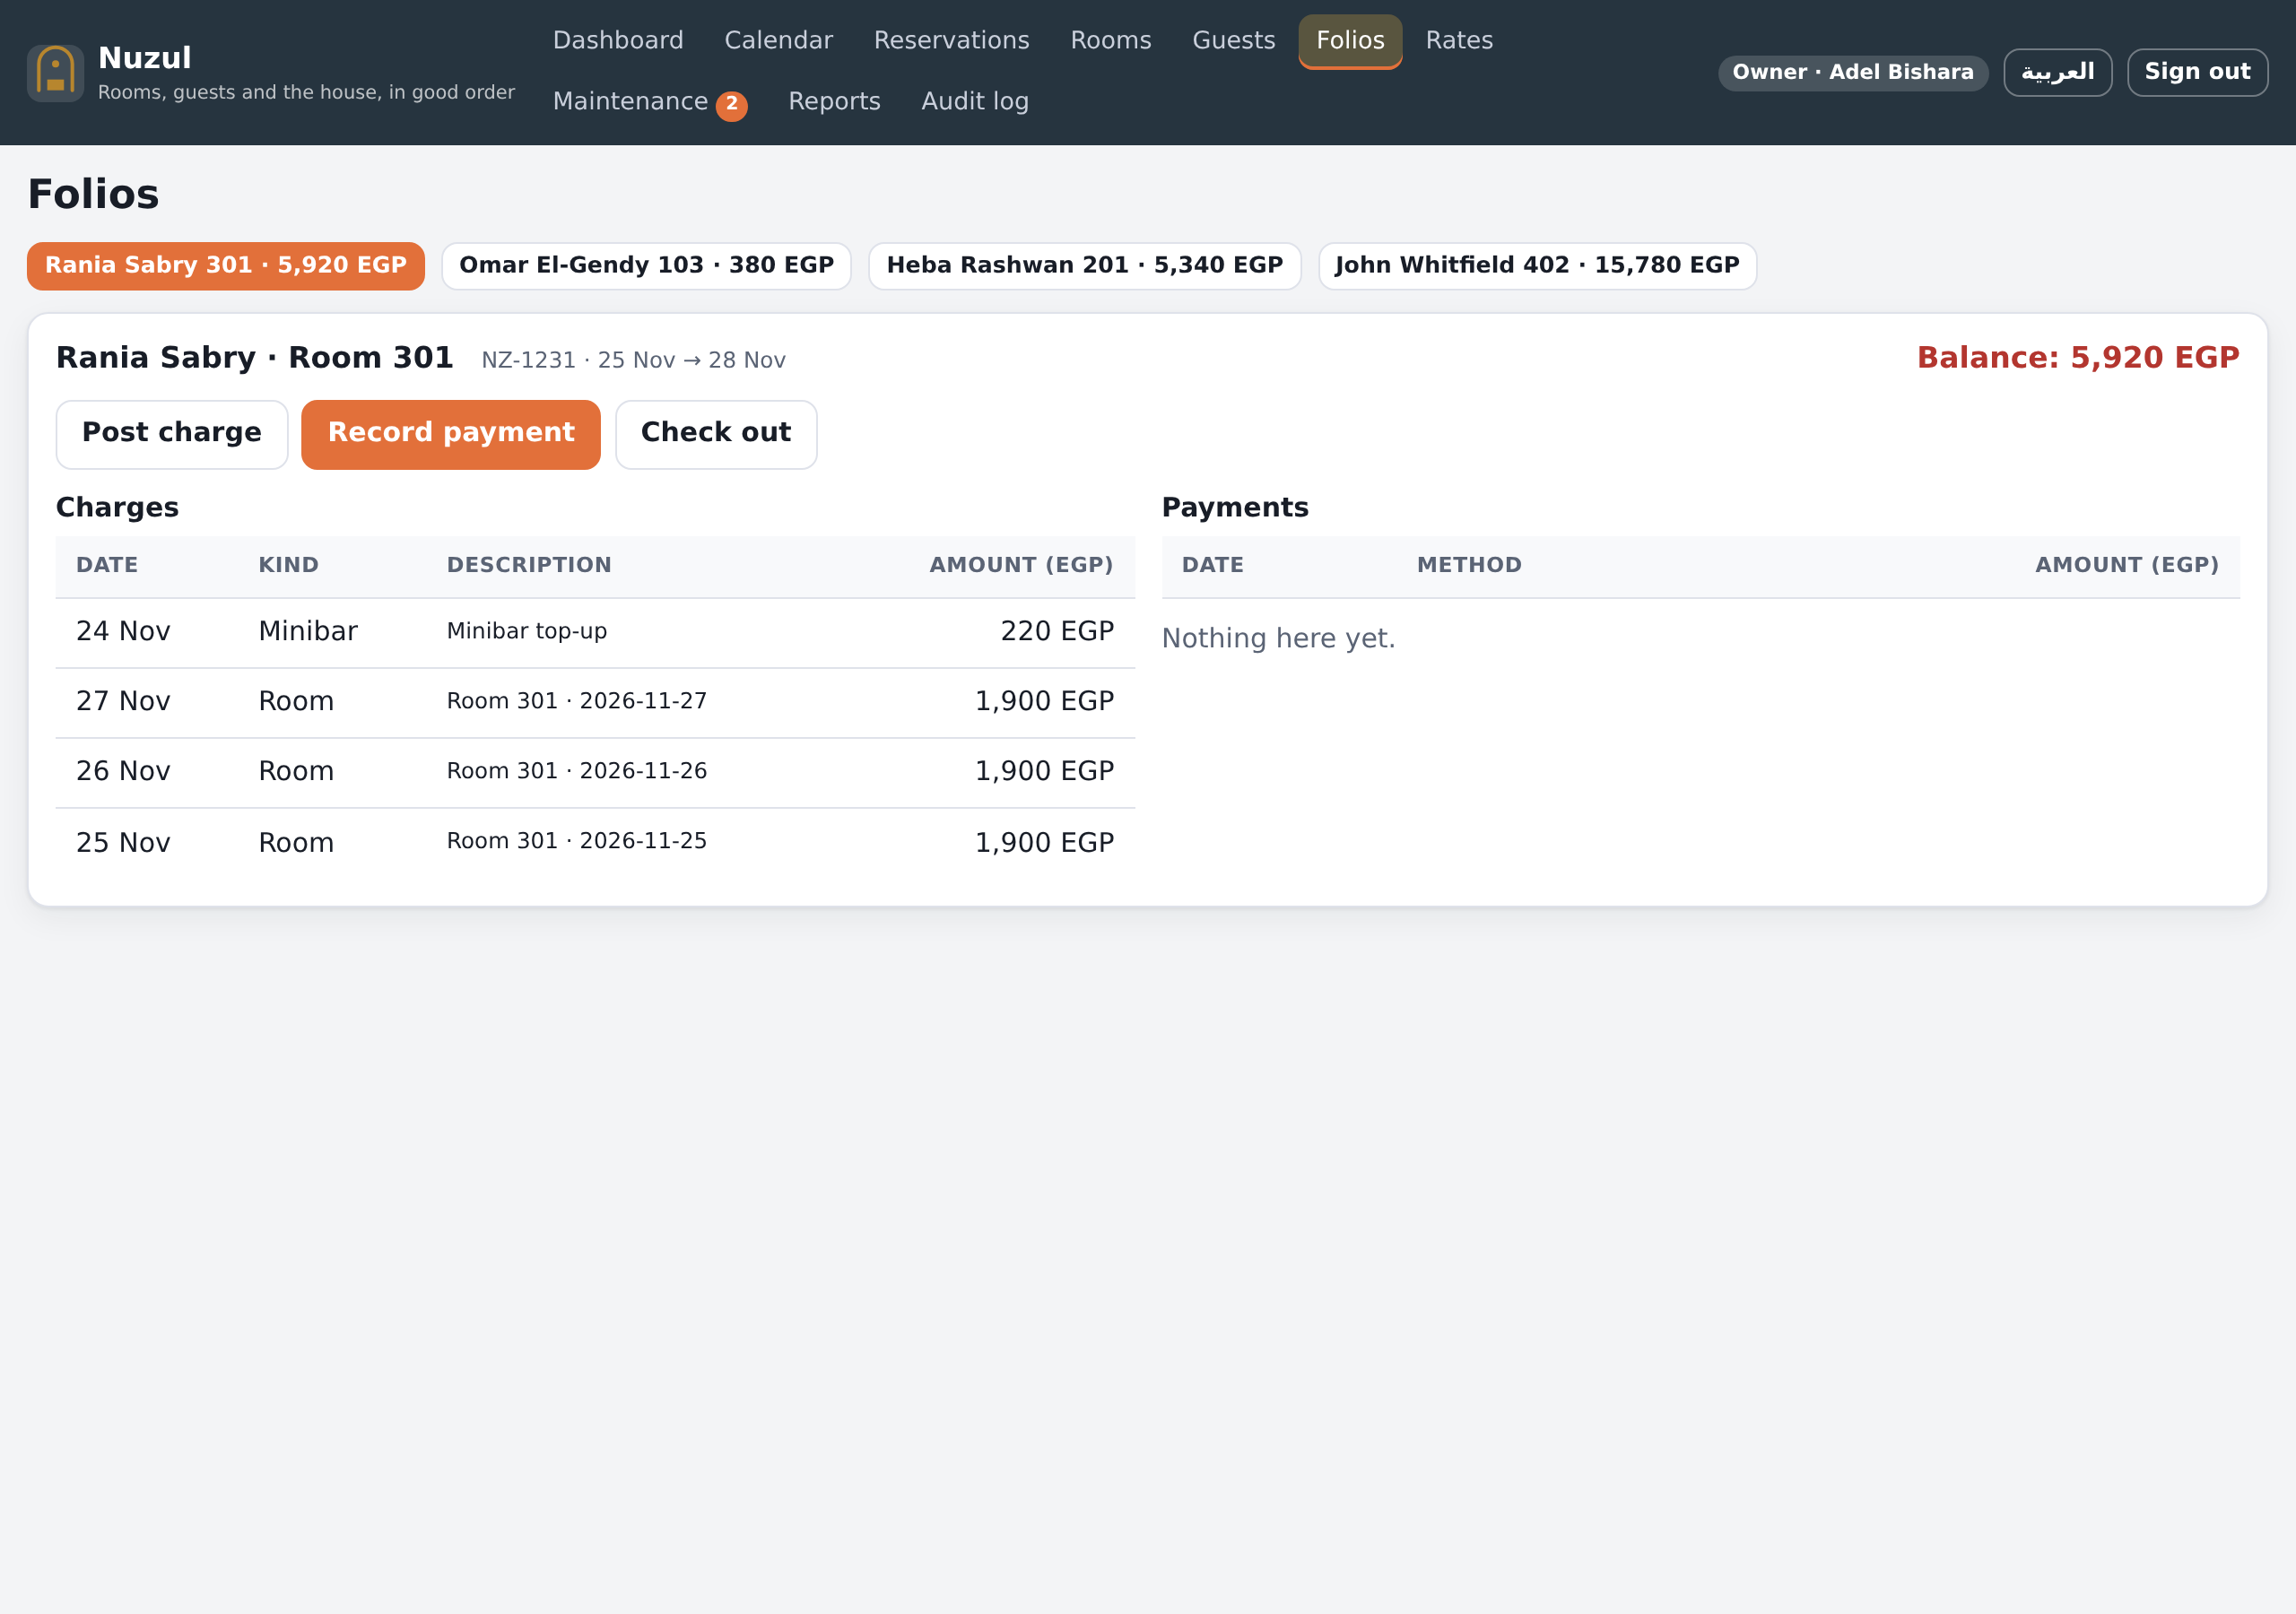 Nuzul
Rooms, guests and the house, in good order
Dashboard Calendar Reservations Rooms Guests Folios Rates
Maintenance 2 Reports Audit log
Owner · Adel Bishara العربية Sign out
Folios
Rania Sabry 301 · 5,920 EGP Omar El-Gendy 103 · 380 EGP Heba Rashwan 201 · 5,340 EGP John Whitfield 402 · 15,780 EGP
Rania Sabry · Room 301 NZ-1231 · 25 Nov → 28 Nov Balance: 5,920 EGP
Post charge Record payment Check out
Charges
DATE KIND DESCRIPTION AMOUNT (EGP)
24 Nov Minibar Minibar top-up 220 EGP
27 Nov Room Room 301 · 2026-11-27 1,900 EGP
26 Nov Room Room 301 · 2026-11-26 1,900 EGP
25 Nov Room Room 301 · 2026-11-25 1,900 EGP
Payments
DATE METHOD AMOUNT (EGP)
Nothing here yet.